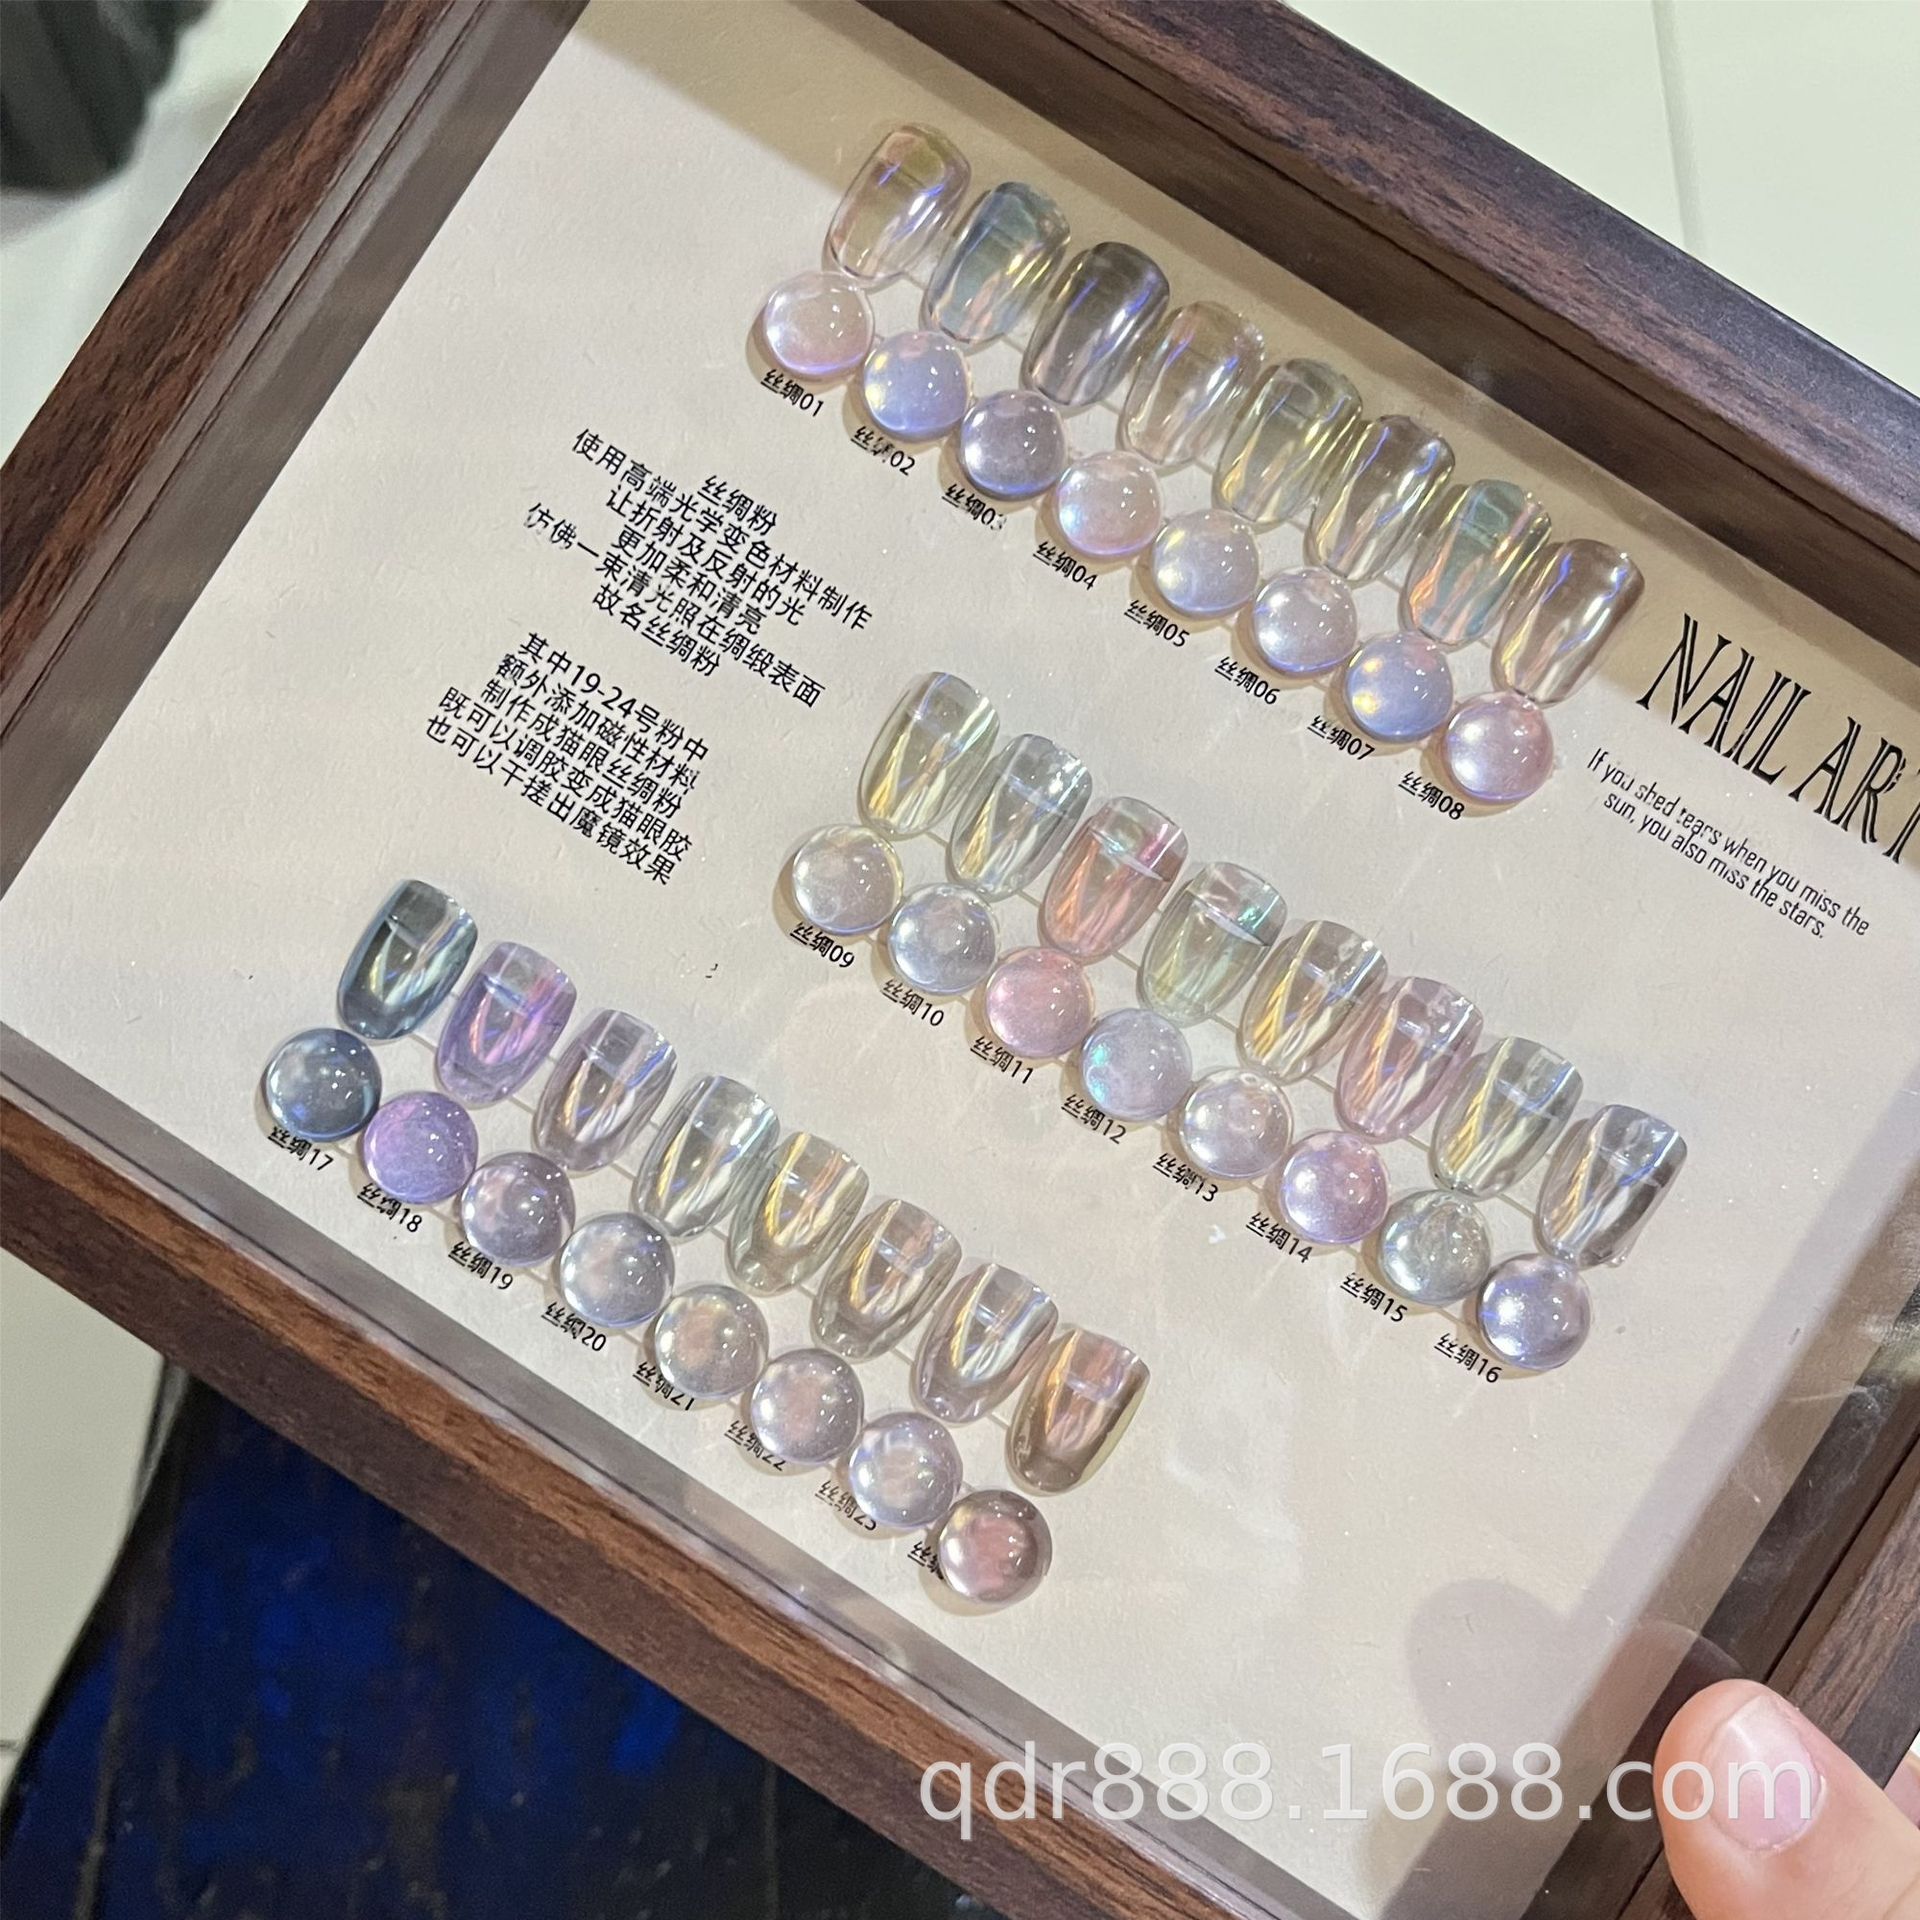 丝绸粉
使用高端光学变色材料制作
让折射及反射的光
更加柔和清亮
仿佛一束清光照在绸缎表面
故名丝绸粉
其中19-24号粉中
额外添加磁性材料
制作成猫眼丝绸粉
既可以调胶变成猫眼胶
也可以干搓出魔镜效果
丝绸01
丝绸02
丝绸03
丝绸04
丝绸05
丝绸06
丝绸07
丝绸08
NAIL ART
If you shed tears when you miss the
sun, you also miss the stars.
丝绸09
丝绸10
丝绸11
丝绸12
丝绸13
丝绸14
丝绸15
丝绸16
丝绸17
丝绸18
丝绸19
丝绸20
qdr888.1688.com